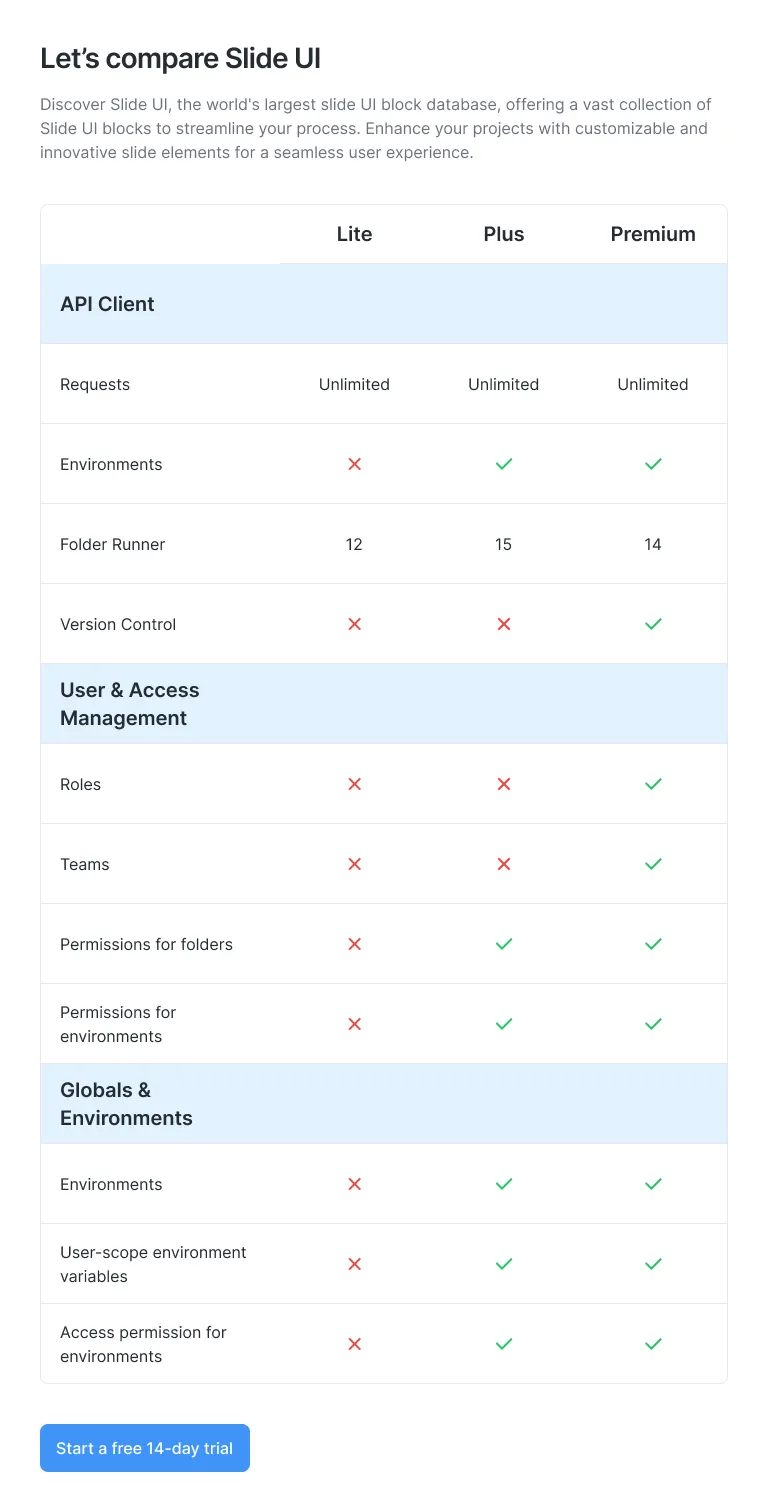 Let’s compare Slide UI
Discover Slide UI, the world's largest slide UI block database, offering a vast collection of
Slide UI blocks to streamline your process. Enhance your projects with customizable and
innovative slide elements for a seamless user experience.
Lite Plus Premium
API Client
Requests Unlimited Unlimited Unlimited
Environments
Folder Runner 12 15 14
Version Control
User & Access
Management
Roles
Teams
Permissions for folders
Permissions for
environments
Globals &
Environments
Environments
User-scope environment
variables
Access permission for
environments
Start a free 14-day trial